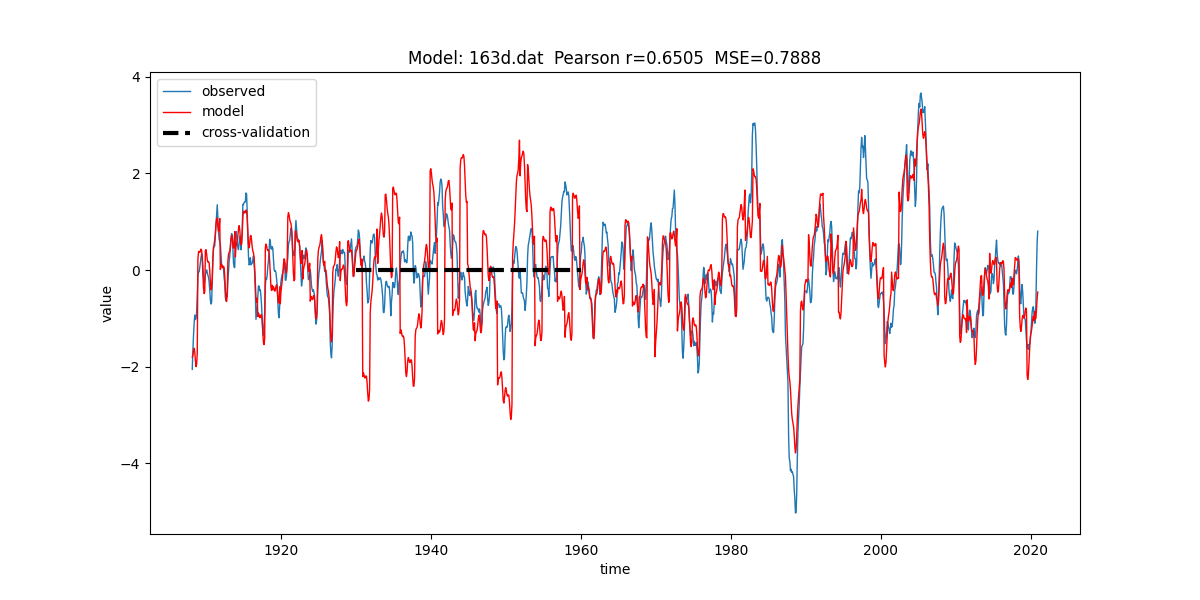 Model: 163d.dat  Pearson r=0.6505  MSE=0.7888
observed
model
cross-validation
4
2
0
−2
−4
value
1920
1940
1960
1980
2000
2020
time